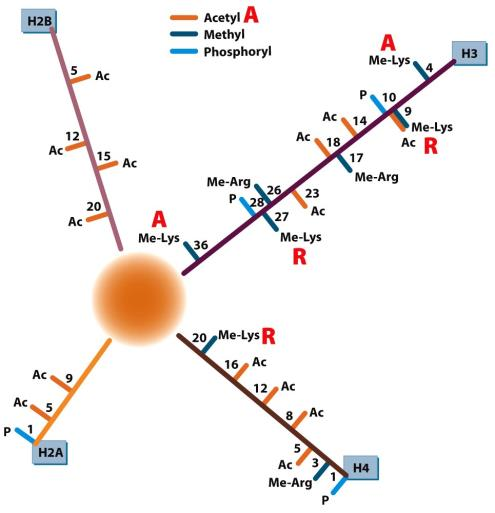 H2B
Acetyl A
Methyl
Phosphoryl
5 Ac
12
Ac
15 Ac
20
Ac
H3
A
Me-Lys 4
P 10
9
Me-Lys
Ac R
Ac 14
Ac 18
17
Me-Arg
Me-Arg 26
P 28
23
Ac
27
Me-Lys
R
A
Me-Lys 36
20 Me-Lys R
16 Ac
12 Ac
8 Ac
5
Ac
3
Me-Arg
1
P
H4
Ac 9
Ac 5
P 1
H2A